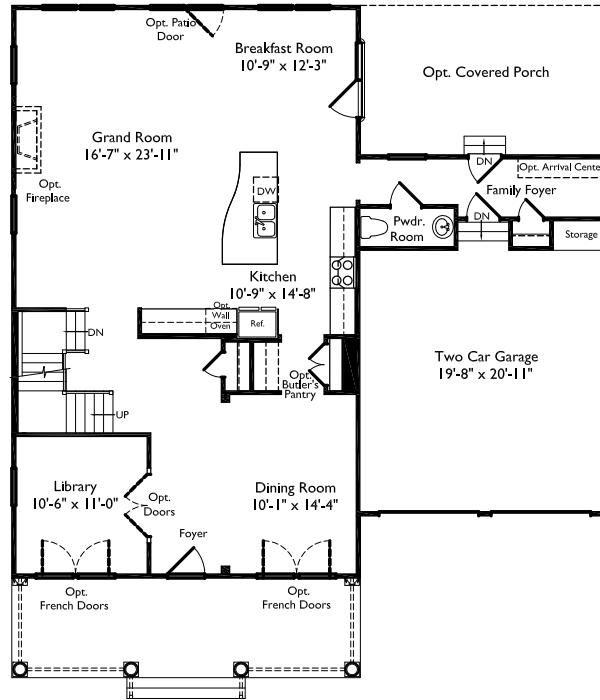 Opt. Patio
Door
Breakfast Room
10'-9" x 12'-3"
Opt. Covered Porch
Grand Room
16'-7" x 23'-11"
Opt.
Fireplace
DN
Opt. Arrival Cente
Family Foyer
DW
DN
Pwdr.
Room
Storage
Kitchen
10'-9" x 14'-8"
Opt.
Wall
Oven
Ref.
DN
Two Car Garage
19'-8" x 20'-11"
Opt.
Butler's
Pantry
UP
Library
10'-6" x 11'-0"
Opt.
Doors
Dining Room
10'-1" x 14'-4"
Foyer
Opt.
French Doors
Opt.
French Doors